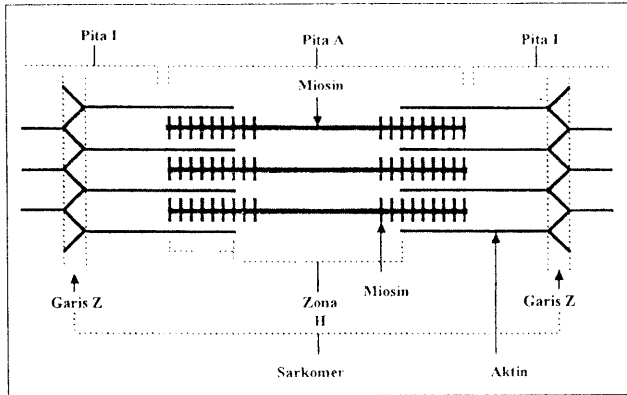 Pita I Pita A Pita I
Miosin
Garis Z Zona Miosin Garis Z
H
Sarkomer Aktin